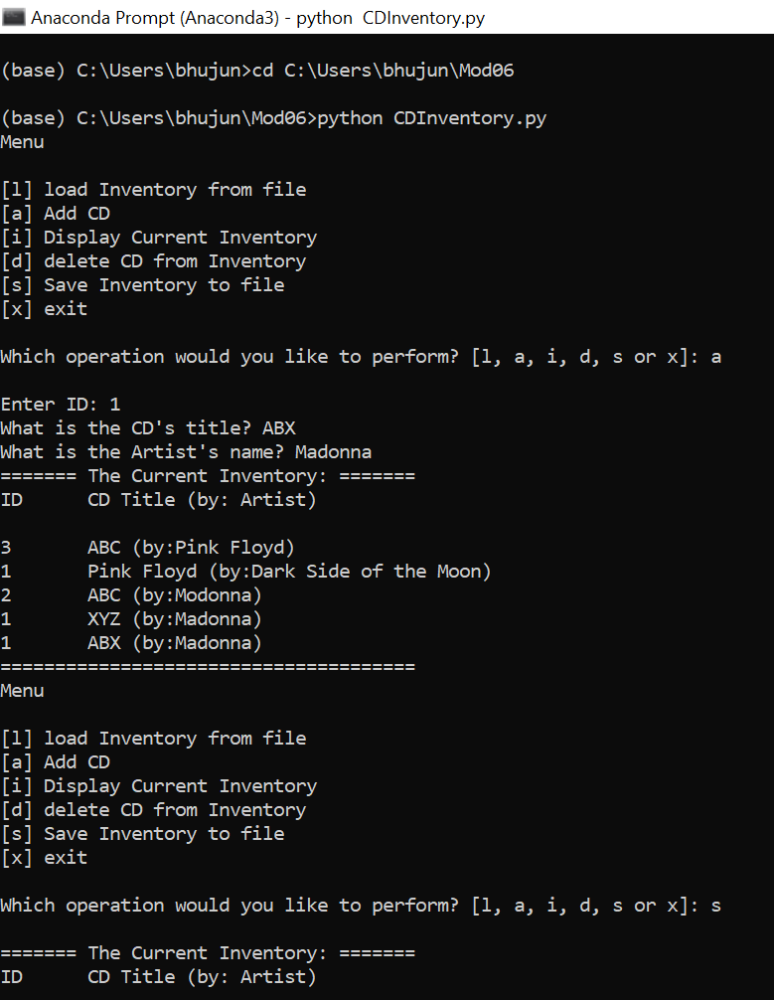 Anaconda Prompt (Anaconda3) - python  CDInventory.py
(base) C:\Users\bhujun>cd C:\Users\bhujun\Mod06
(base) C:\Users\bhujun\Mod06>python CDInventory.py
Menu
[l] load Inventory from file
[a] Add CD
[i] Display Current Inventory
[d] delete CD from Inventory
[s] Save Inventory to file
[x] exit
Which operation would you like to perform? [l, a, i, d, s or x]: a
Enter ID: 1
What is the CD's title? ABX
What is the Artist's name? Madonna
======= The Current Inventory: =======
ID      CD Title (by: Artist)
3       ABC (by:Pink Floyd)
1       Pink Floyd (by:Dark Side of the Moon)
2       ABC (by:Modonna)
1       XYZ (by:Madonna)
1       ABX (by:Madonna)
======================================
Menu
[l] load Inventory from file
[a] Add CD
[i] Display Current Inventory
[d] delete CD from Inventory
[s] Save Inventory to file
[x] exit
Which operation would you like to perform? [l, a, i, d, s or x]: s
======= The Current Inventory: =======
ID      CD Title (by: Artist)